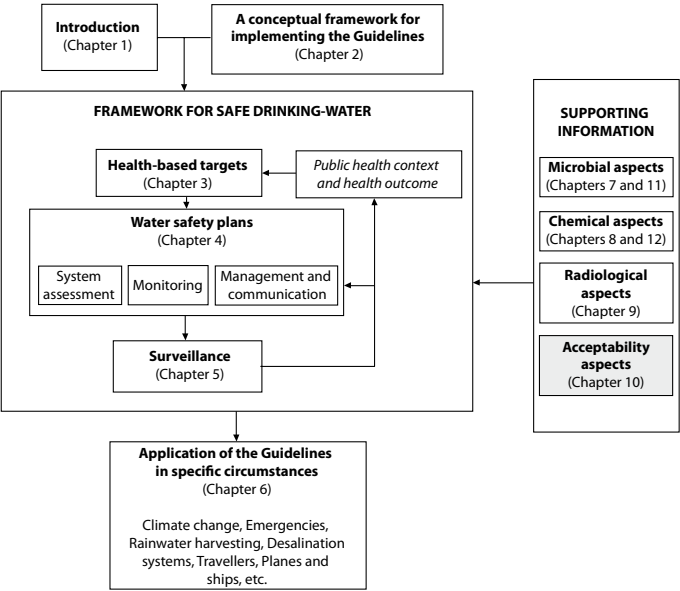 Introduction
(Chapter 1)
A conceptual framework for
implementing the Guidelines
(Chapter 2)
FRAMEWORK FOR SAFE DRINKING-WATER
Health-based targets
(Chapter 3)
Public health context
and health outcome
Water safety plans
(Chapter 4)
System
assessment
Monitoring
Management and
communication
Surveillance
(Chapter 5)
SUPPORTING
INFORMATION
Microbial aspects
(Chapters 7 and 11)
Chemical aspects
(Chapters 8 and 12)
Radiological
aspects
(Chapter 9)
Acceptability
aspects
(Chapter 10)
Application of the Guidelines
in specific circumstances
(Chapter 6)
Climate change, Emergencies,
Rainwater harvesting, Desalination
systems, Travellers, Planes and
ships, etc.